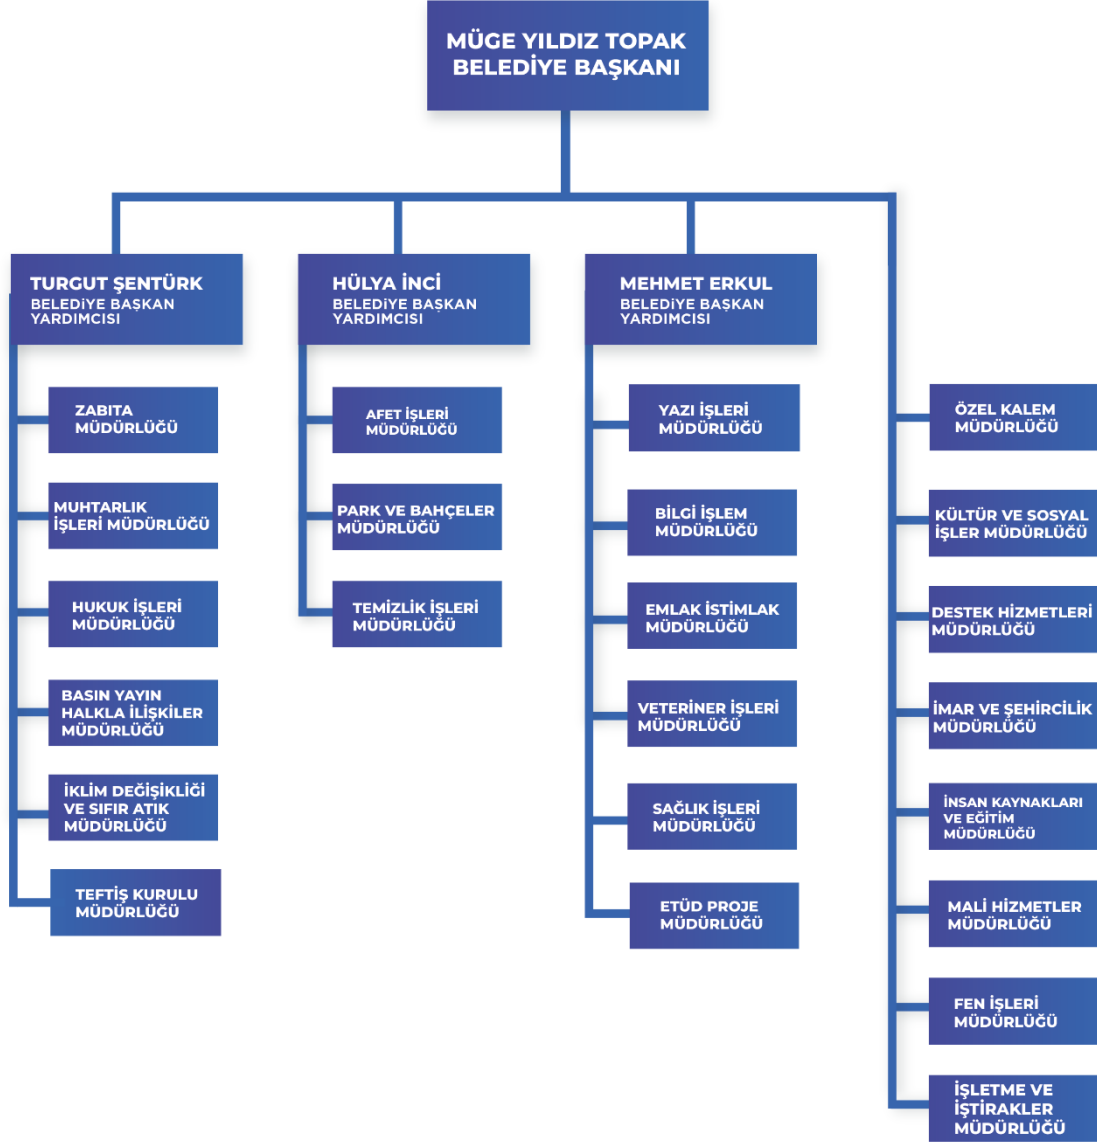 MÜGE YILDIZ TOPAK
BELEDİYE BAŞKANI
TURGUT ŞENTÜRK
BELEDİYE BAŞKAN
YARDIMCISI
ZABITA
MÜDÜRLÜĞÜ
MUHTARLIK
İŞLERİ MÜDÜRLÜĞÜ
HUKUK İŞLERİ
MÜDÜRLÜĞÜ
BASIN YAYIN
HALKLA İLİŞKİLER
MÜDÜRLÜĞÜ
İKLİM DEĞİŞİKLİĞİ
VE SIFIR ATIK
MÜDÜRLÜĞÜ
TEFTİŞ KURULU
MÜDÜRLÜĞÜ
HÜLYA İNCİ
BELEDİYE BAŞKAN
YARDIMCISI
AFET İŞLERİ
MÜDÜRLÜĞÜ
PARK VE BAHÇELER
MÜDÜRLÜĞÜ
TEMİZLİK İŞLERİ
MÜDÜRLÜĞÜ
MEHMET ERKUL
BELEDİYE BAŞKAN
YARDIMCISI
YAZI İŞLERİ
MÜDÜRLÜĞÜ
BİLGİ İŞLEM
MÜDÜRLÜĞÜ
EMLAK İSTİMLAK
MÜDÜRLÜĞÜ
VETERİNER İŞLERİ
MÜDÜRLÜĞÜ
SAĞLIK İŞLERİ
MÜDÜRLÜĞÜ
ETÜD PROJE
MÜDÜRLÜĞÜ
ÖZEL KALEM
MÜDÜRLÜĞÜ
KÜLTÜR VE SOSYAL
İŞLER MÜDÜRLÜĞÜ
DESTEK HİZMETLERİ
MÜDÜRLÜĞÜ
İMAR VE ŞEHİRCİLİK
MÜDÜRLÜĞÜ
İNSAN KAYNAKLARI
VE EĞİTİM
MÜDÜRLÜĞÜ
MALİ HİZMETLER
MÜDÜRLÜĞÜ
FEN İŞLERİ
MÜDÜRLÜĞÜ
İŞLETME VE
İŞTİRAKLER
MÜDÜRLÜĞÜ